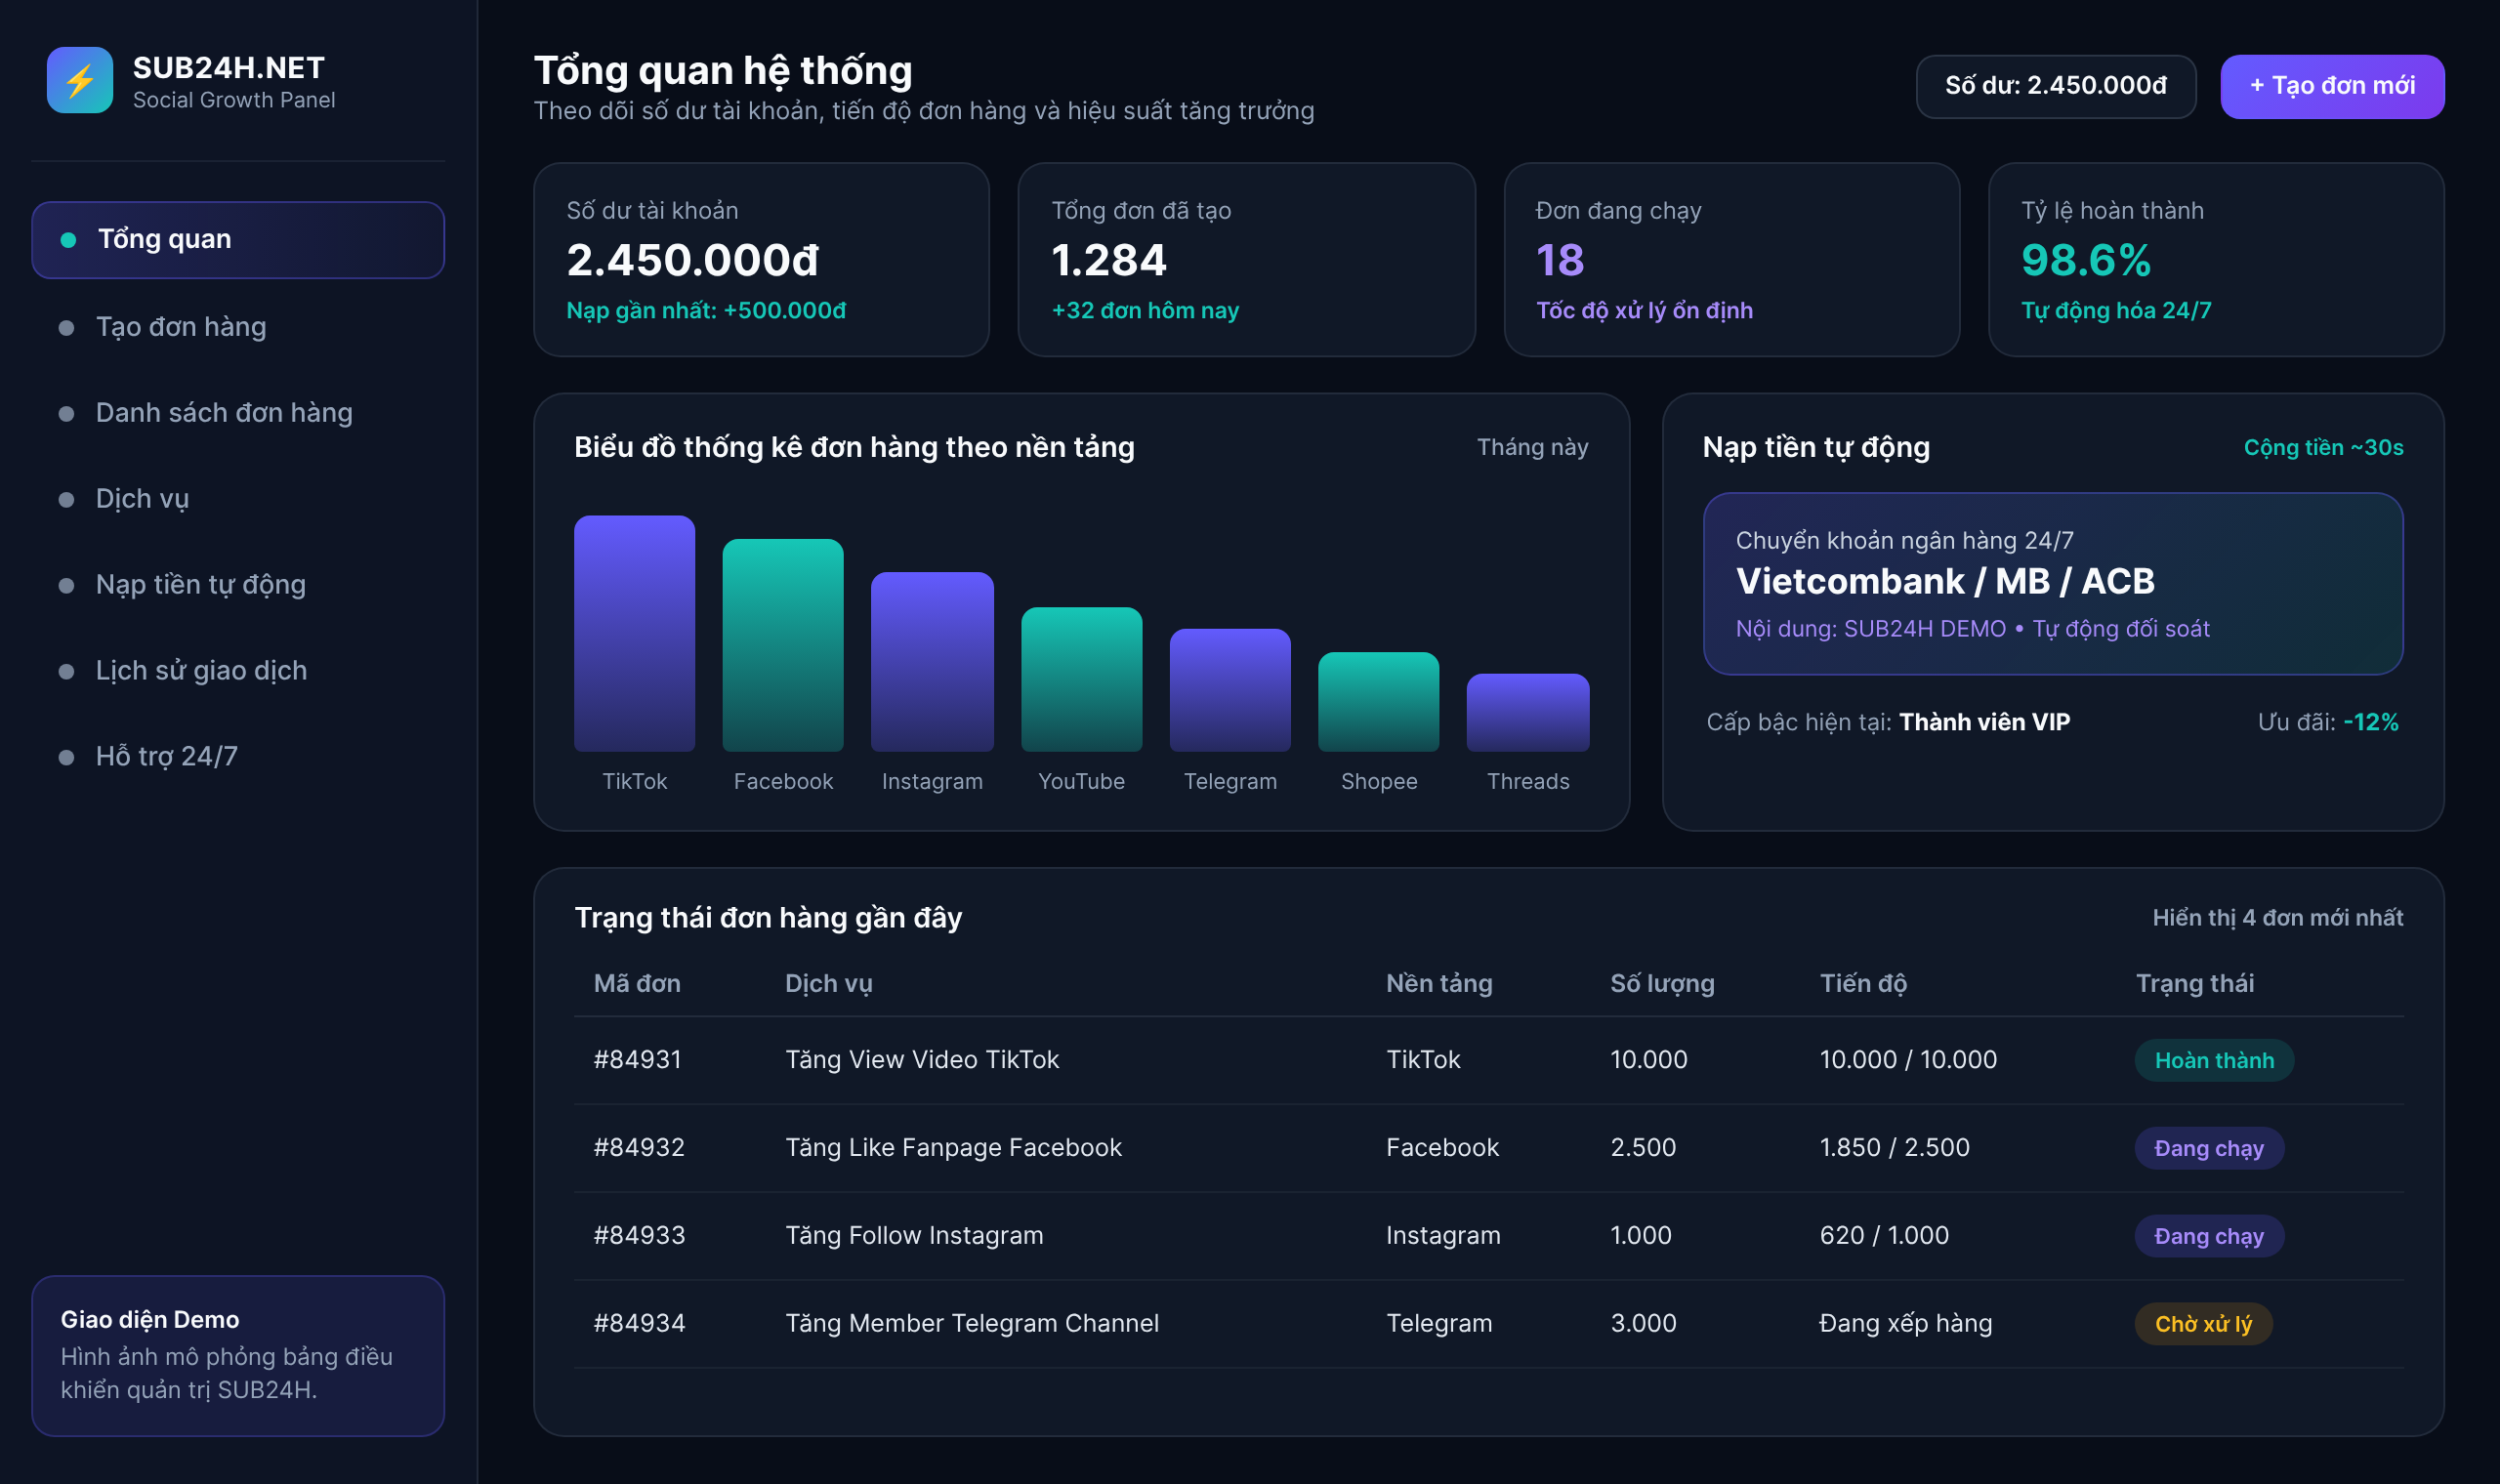 ⚡
SUB24H.NET
Social Growth Panel
Tổng quan
Tạo đơn hàng
Danh sách đơn hàng
Dịch vụ
Nạp tiền tự động
Lịch sử giao dịch
Hỗ trợ 24/7
Giao diện Demo
Hình ảnh mô phỏng bảng điều
khiển quản trị SUB24H.
Tổng quan hệ thống
Theo dõi số dư tài khoản, tiến độ đơn hàng và hiệu suất tăng trưởng
Số dư: 2.450.000đ
+ Tạo đơn mới
Số dư tài khoản
2.450.000đ
Nạp gần nhất: +500.000đ
Tổng đơn đã tạo
1.284
+32 đơn hôm nay
Đơn đang chạy
18
Tốc độ xử lý ổn định
Tỷ lệ hoàn thành
98.6%
Tự động hóa 24/7
Biểu đồ thống kê đơn hàng theo nền tảng
Tháng này
TikTok
Facebook
Instagram
YouTube
Telegram
Shopee
Threads
Nạp tiền tự động
Cộng tiền ~30s
Chuyển khoản ngân hàng 24/7
Vietcombank / MB / ACB
Nội dung: SUB24H DEMO • Tự động đối soát
Cấp bậc hiện tại: Thành viên VIP
Ưu đãi: -12%
Trạng thái đơn hàng gần đây
Hiển thị 4 đơn mới nhất
Mã đơn Dịch vụ Nền tảng Số lượng Tiến độ Trạng thái
#84931 Tăng View Video TikTok TikTok 10.000 10.000 / 10.000 Hoàn thành
#84932 Tăng Like Fanpage Facebook Facebook 2.500 1.850 / 2.500 Đang chạy
#84933 Tăng Follow Instagram Instagram 1.000 620 / 1.000 Đang chạy
#84934 Tăng Member Telegram Channel Telegram 3.000 Đang xếp hàng Chờ xử lý